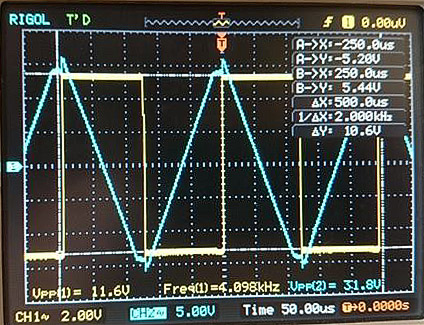 RIGOL T'D T f 1 0.00uV
T
A->X:-250.0us
A->Y:-5.20V
B->X:250.0us
B->Y: 5.44V
ΔX:500.0us
1/ΔX:2.000kHz
ΔY: 10.6V
Vpp(1)= 11.6V Freq(1)=4.098kHz Vpp(2)= 31.8V
CH1~ 2.00V CH2~ 5.00V Time 50.00us T→0.0000s